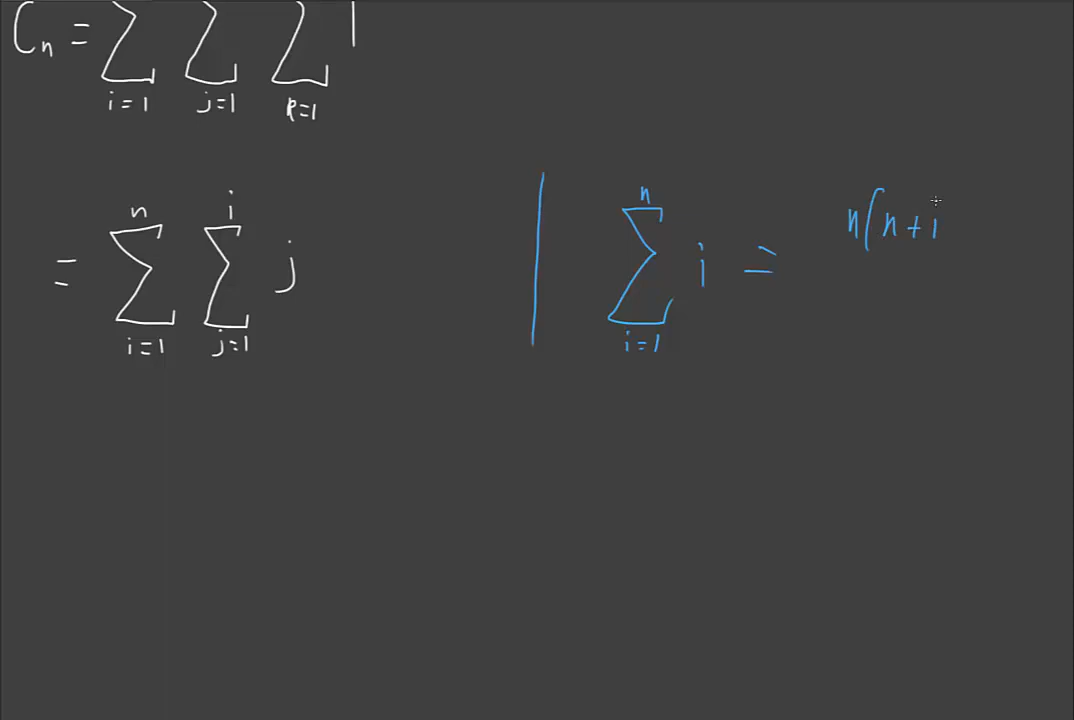 Cₙ = ∑ ∑ ∑ 1
i=1 j=1 k=1
n i
= ∑ ∑ j
i=1 j=1
n
∑ i = n(n+1
i=1